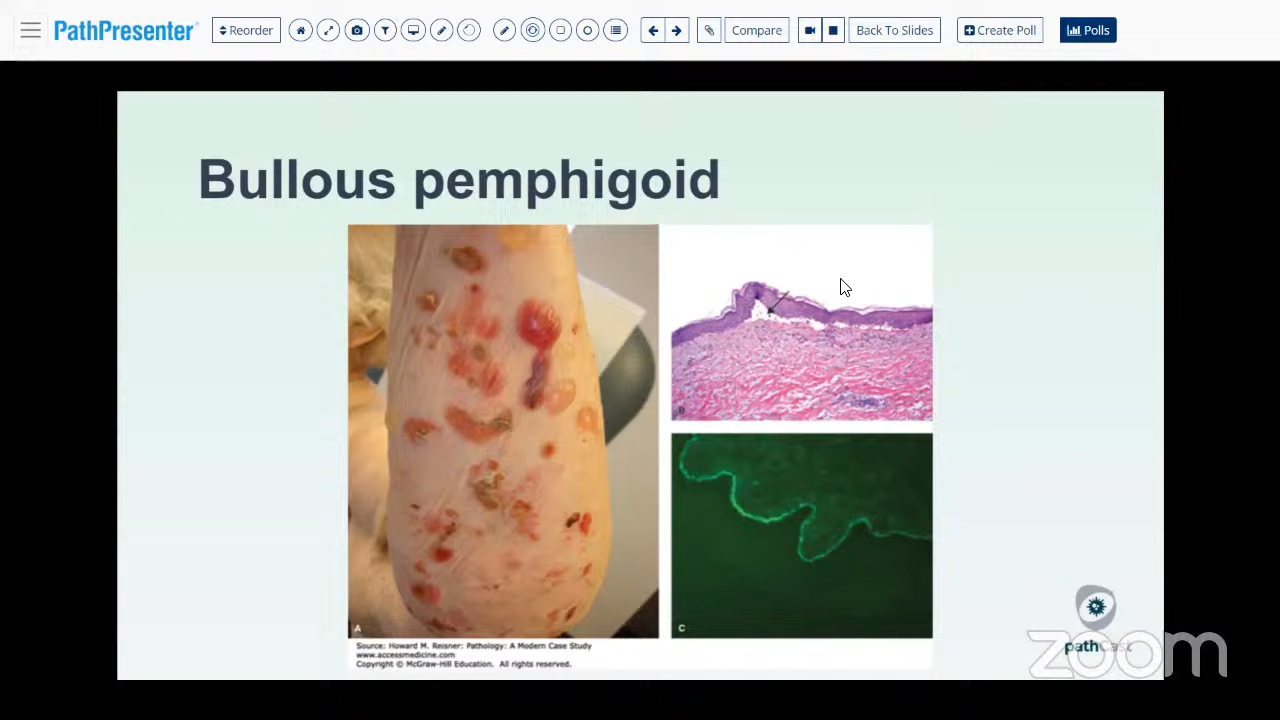 PathPresenter
Reorder
Compare
Back To Slides
Create Poll
Polls
Bullous pemphigoid
A
B
C
Source: Howard M. Reisner: Pathology: A Modern Case Study
www.accessmedicine.com
Copyright © McGraw-Hill Education. All rights reserved.
pathCast
zoom